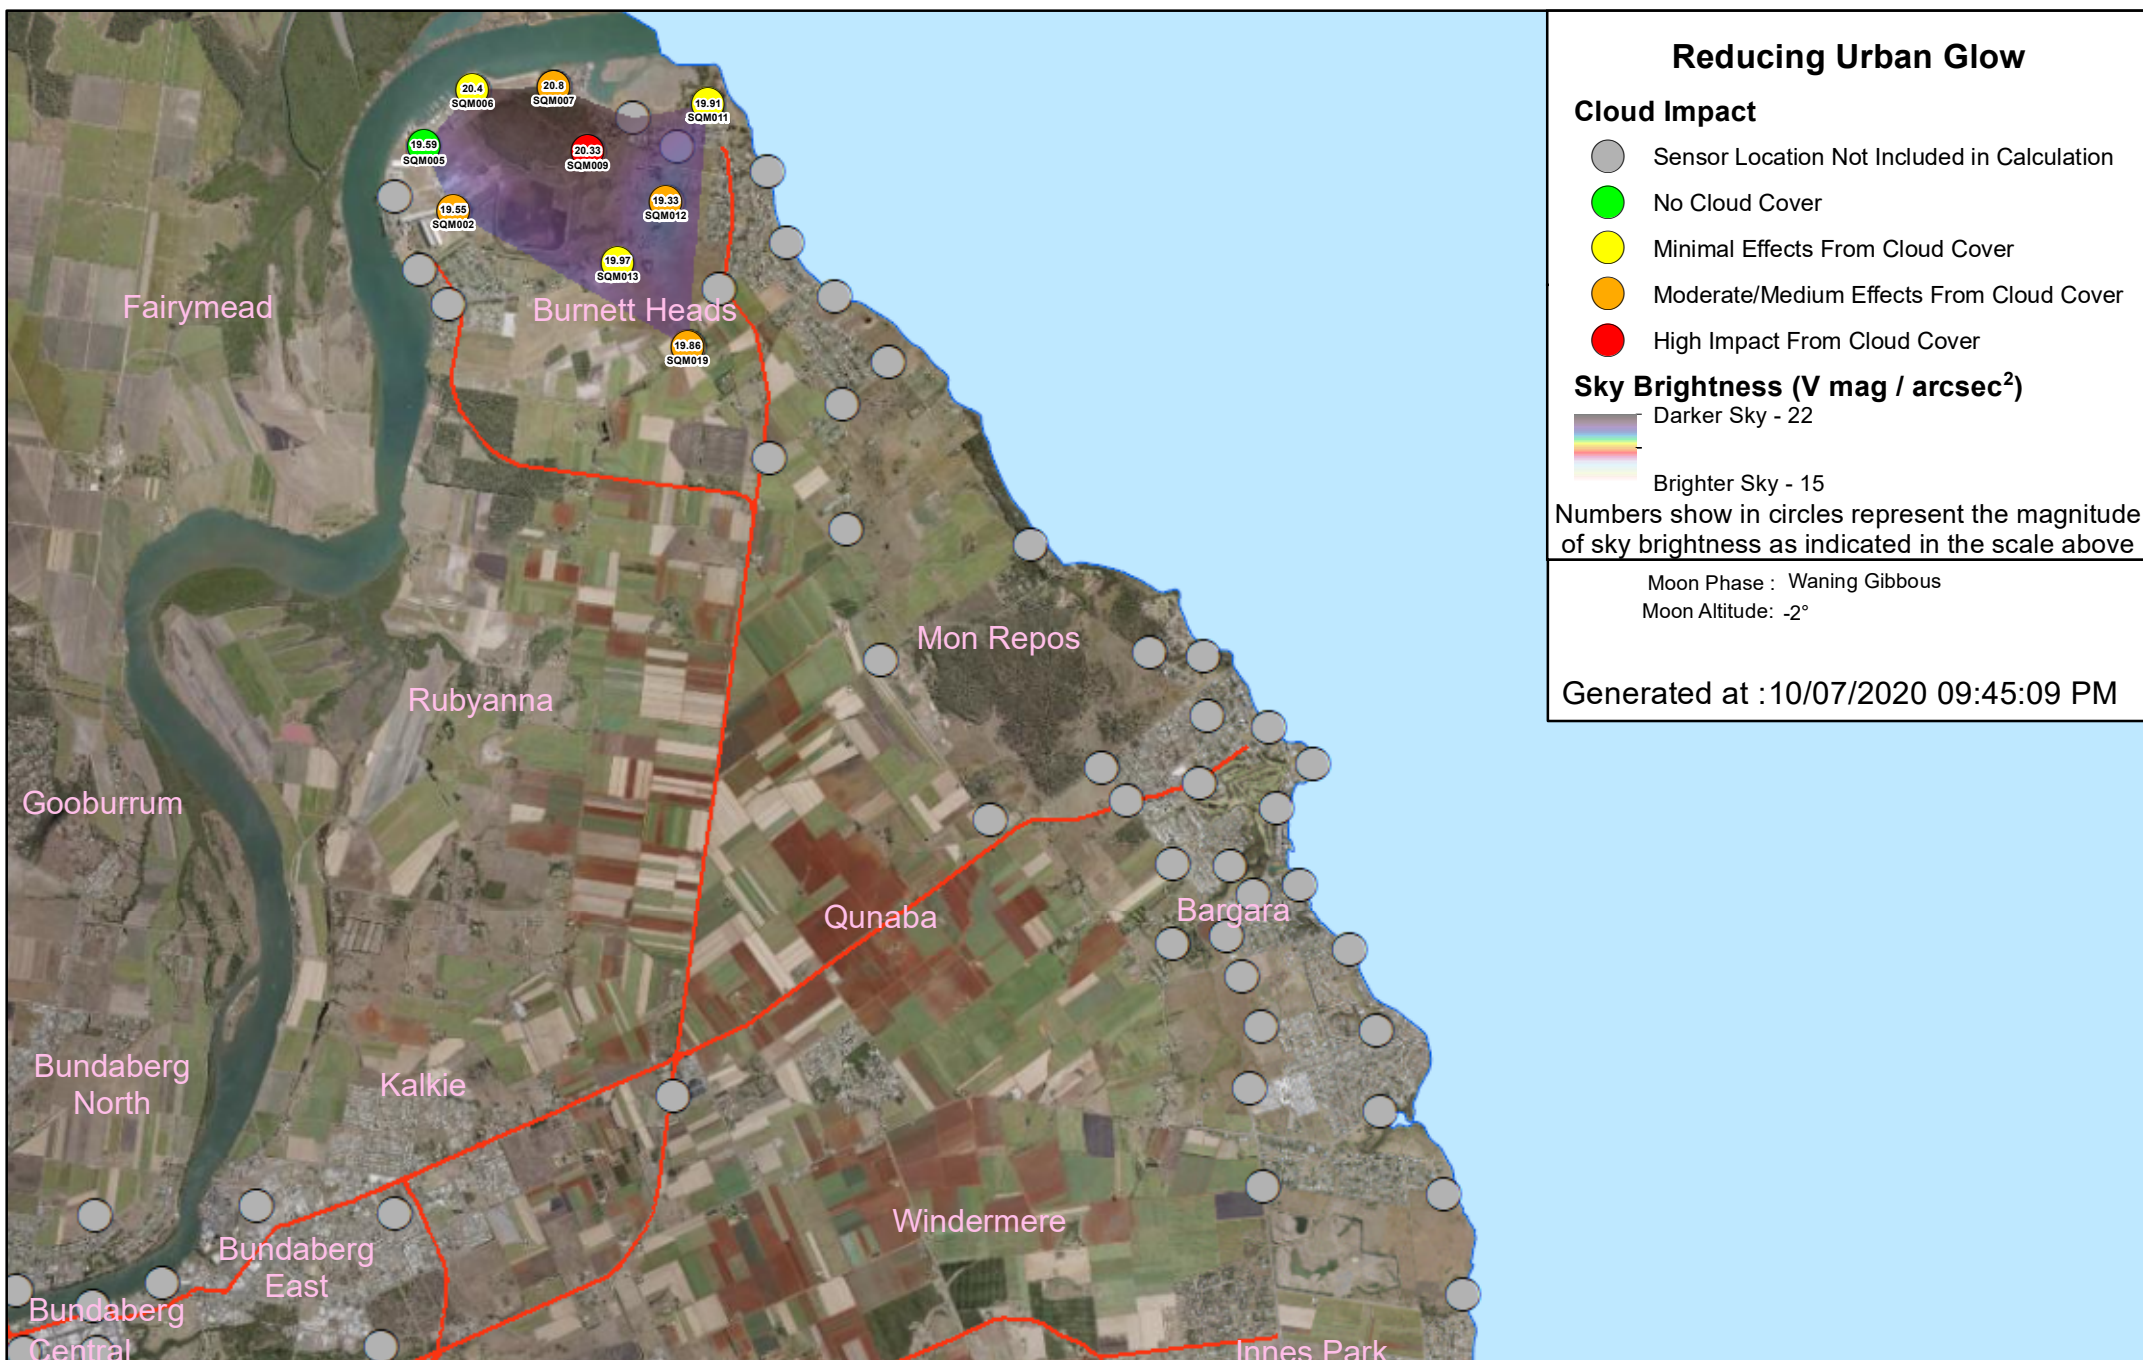 20.4
SQM006
20.8
SQM007
19.91
SQM011
19.59
SQM005
20.33
SQM009
19.55
SQM002
19.33
SQM012
19.97
SQM013
19.86
SQM019
Fairymead
Burnett Heads
Mon Repos
Rubyanna
Gooburrum
Qunaba
Bargara
Bundaberg
North
Kalkie
Windermere
Bundaberg
East
Bundaberg
Central
Innes Park
Reducing Urban Glow
Cloud Impact
Sensor Location Not Included in Calculation
No Cloud Cover
Minimal Effects From Cloud Cover
Moderate/Medium Effects From Cloud Cover
High Impact From Cloud Cover
Sky Brightness (V mag / arcsec²)
Darker Sky - 22
Brighter Sky - 15
Numbers show in circles represent the magnitude
of sky brightness as indicated in the scale above
Moon Phase : Waning Gibbous
Moon Altitude: -2°
Generated at :10/07/2020 09:45:09 PM